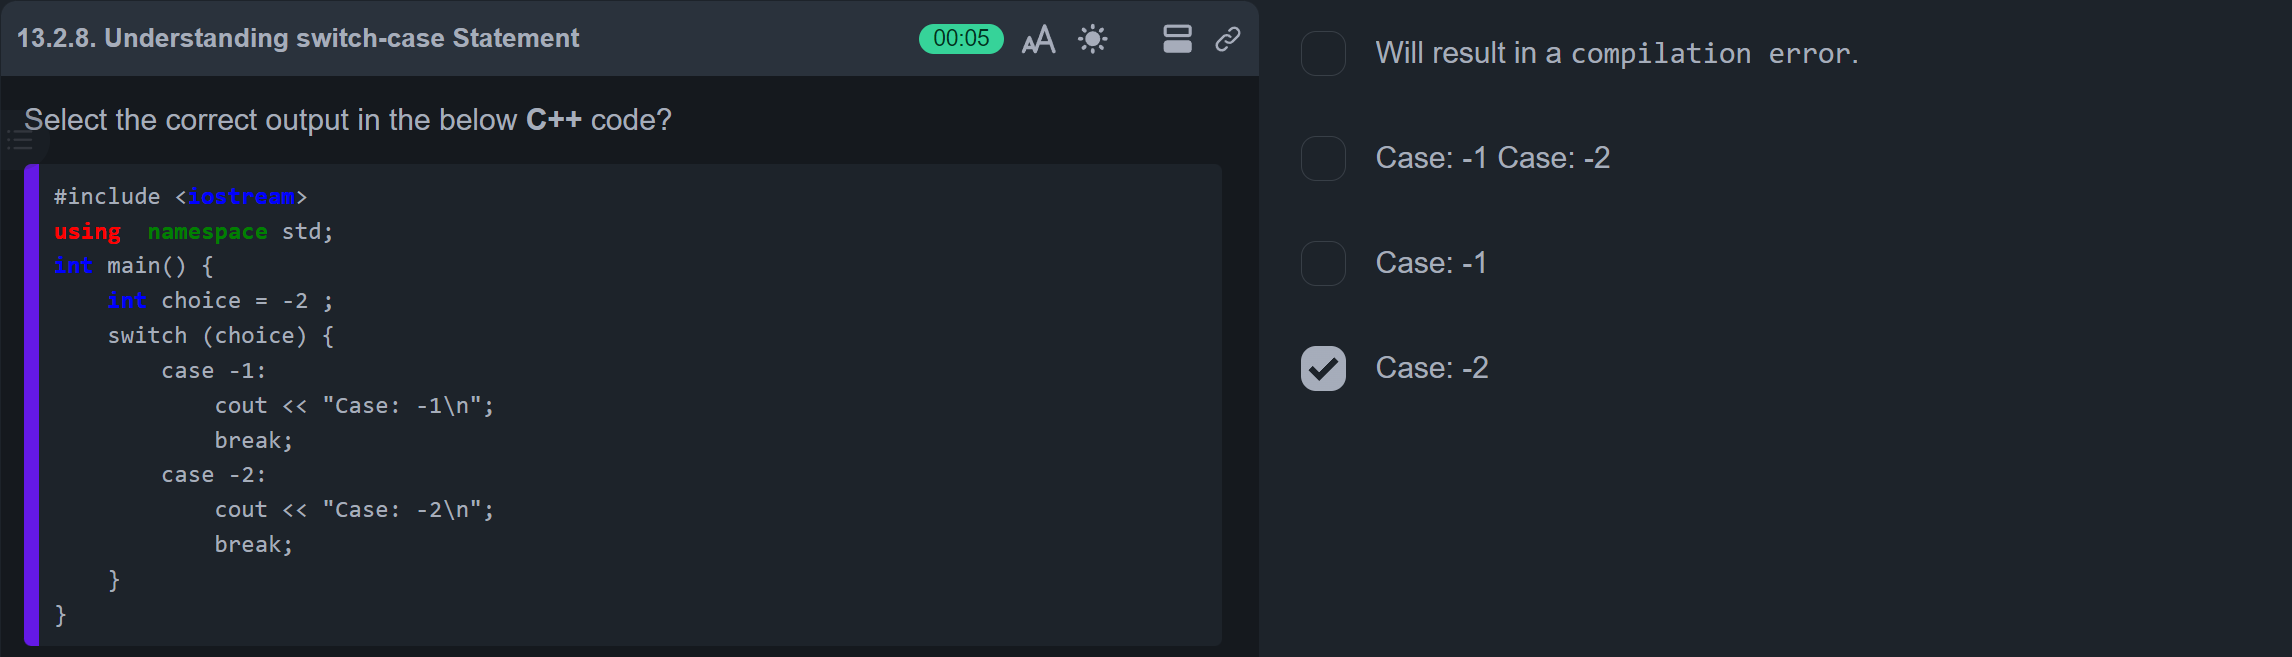 13.2.8. Understanding switch-case Statement
00:05
Select the correct output in the below C++ code?
#include <iostream>
using  namespace std;
int main() {
    int choice = -2 ;
    switch (choice) {
        case -1:
            cout << "Case: -1\n";
            break;
        case -2:
            cout << "Case: -2\n";
            break;
    }
}
Will result in a compilation error.
Case: -1 Case: -2
Case: -1
Case: -2